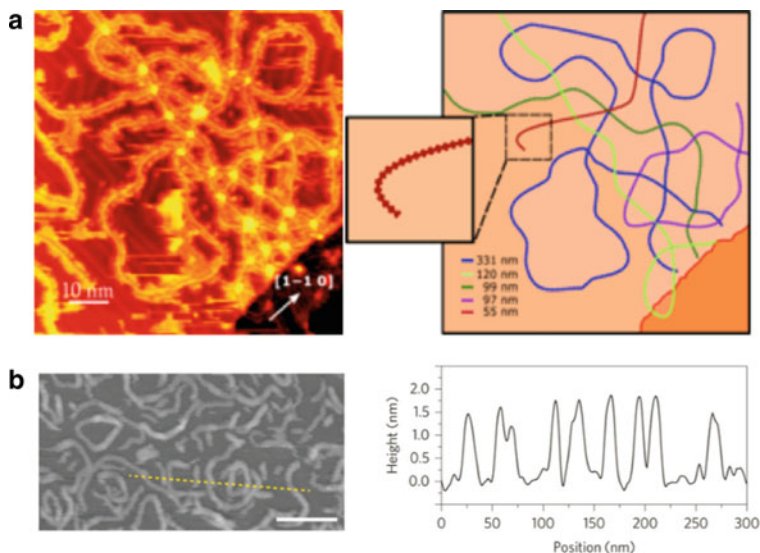 a
10 nm
[1-1 0]
331 nm
120 nm
99 nm
97 nm
55 nm
b
Height (nm)
2.0
1.5
1.0
0.5
0.0
0
50
100
150
200
250
300
Position (nm)